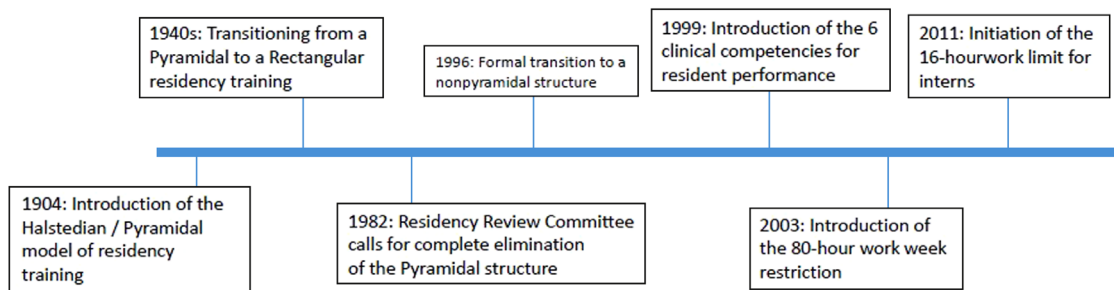 1940s: Transitioning from a
Pyramidal to a Rectangular
residency training
1996: Formal transition to a
nonpyramidal structure
1999: Introduction of the 6
clinical competencies for
resident performance
2011: Initiation of the
16-hourwork limit for
interns
1904: Introduction of the
Halstedian / Pyramidal
model of residency
training
1982: Residency Review Committee
calls for complete elimination
of the Pyramidal structure
2003: Introduction of
the 80-hour work week
restriction